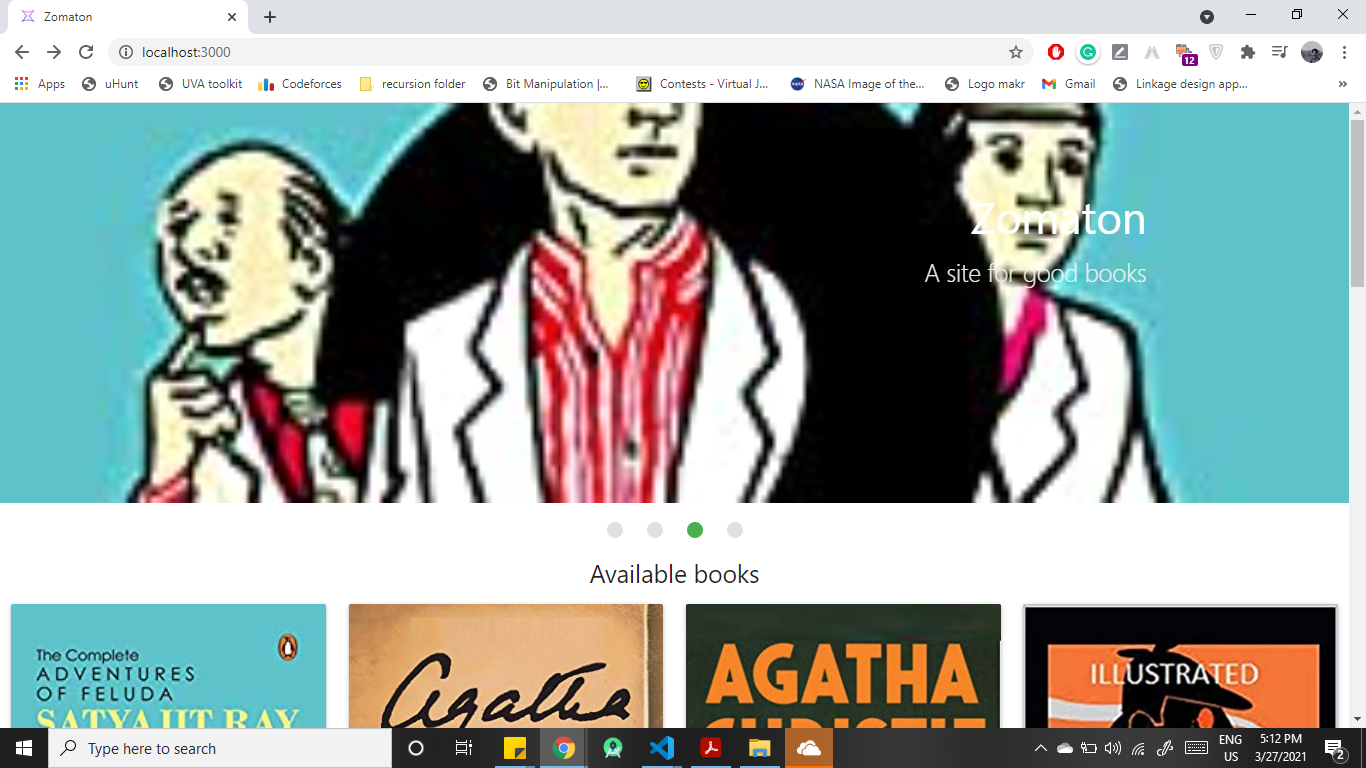 Zomaton
localhost:3000
12
Apps uHunt UVA toolkit Codeforces recursion folder Bit Manipulation |... Contests - Virtual J... NASA Image of the... Logo makr Gmail Linkage design app... »
Zomaton
A site for good books
Available books
The Complete
ADVENTURES
OF FELUDA
SATYAJIT RAY
Agatha
AGATHA
CHRISTIE
ILLUSTRATED
Type here to search
ENG
US
5:12 PM
3/27/2021
2